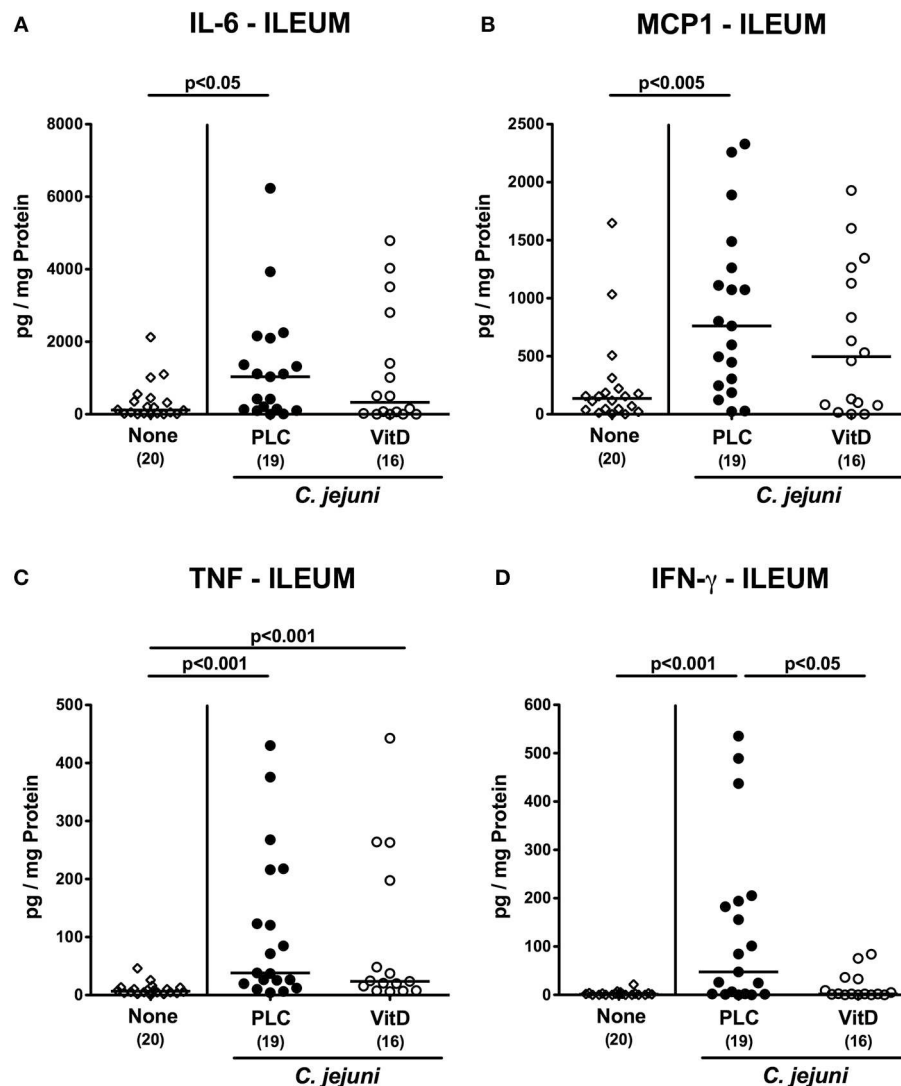 A
IL-6 - ILEUM
p<0.05
pg / mg Protein
8000
6000
4000
2000
0
None
PLC
VitD
(20)
(19)
(16)
C. jejuni
B
MCP1 - ILEUM
p<0.005
pg / mg Protein
2500
2000
1500
1000
500
0
None
PLC
VitD
(20)
(19)
(16)
C. jejuni
C
TNF - ILEUM
p<0.001
p<0.001
pg / mg Protein
500
400
300
200
100
0
None
PLC
VitD
(20)
(19)
(16)
C. jejuni
D
IFN-γ - ILEUM
p<0.001
p<0.05
pg / mg Protein
600
500
400
300
200
100
0
None
PLC
VitD
(20)
(19)
(16)
C. jejuni